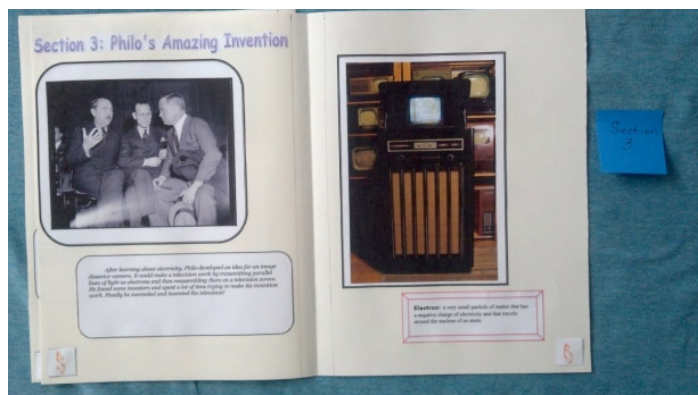 Section 3: Philo's Amazing Invention
After learning about electricity, Philo developed an idea for an image
dissector camera. It could make a television work by transmitting parallel
lines of light as electrons and then reassembling them on a television screen.
He found some investors and spent a lot of time trying to make his invention
work. Finally he succeeded and invented the television!
Electron: a very small particle of matter that has
a negative charge of electricity and that travels
around the nucleus of an atom.
Section
3